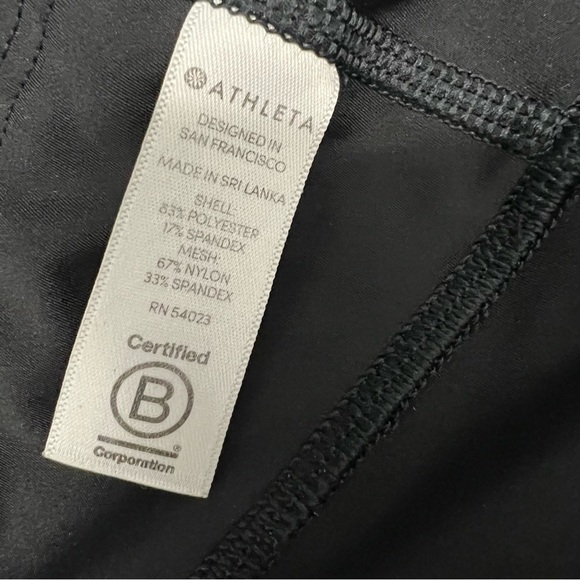 ATHLETA
DESIGNED IN
SAN FRANCISCO
MADE IN SRI LANKA
SHELL:
83% POLYESTER
17% SPANDEX
MESH:
67% NYLON
33% SPANDEX
RN 54023
Certified
B
®
Corporation